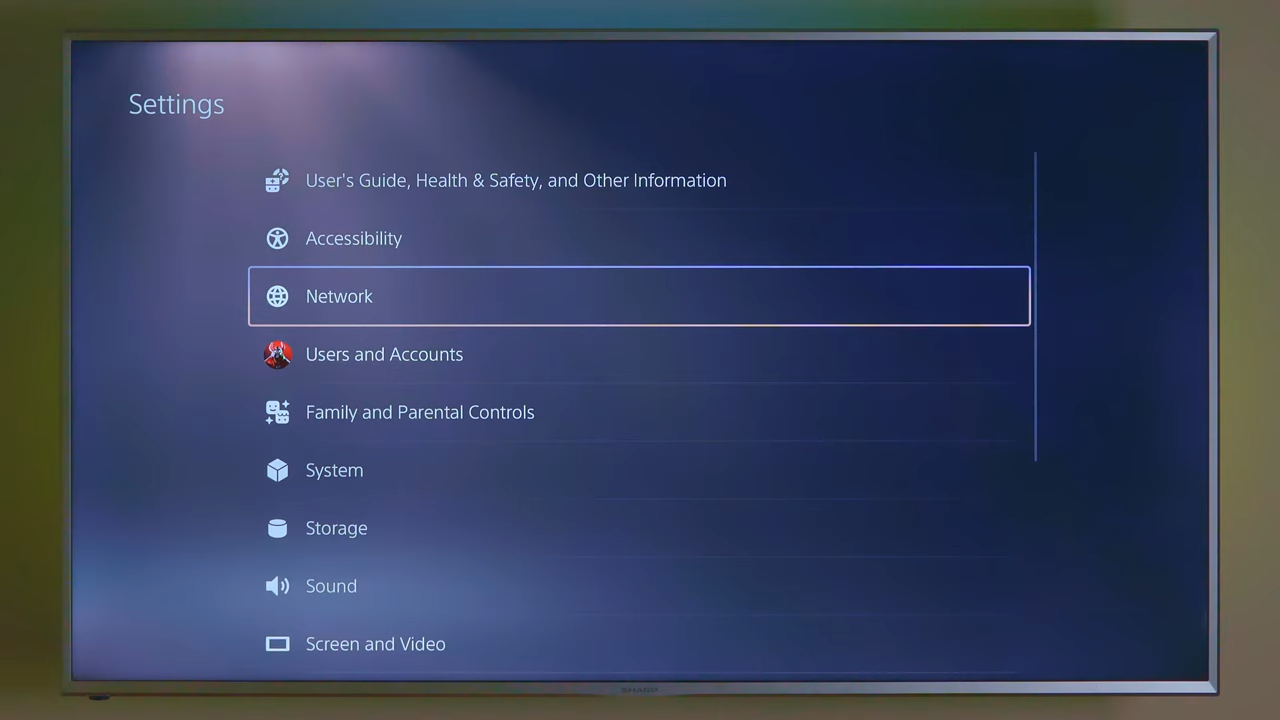 Settings
User's Guide, Health & Safety, and Other Information
Accessibility
Network
Users and Accounts
Family and Parental Controls
System
Storage
Sound
Screen and Video
SHARP